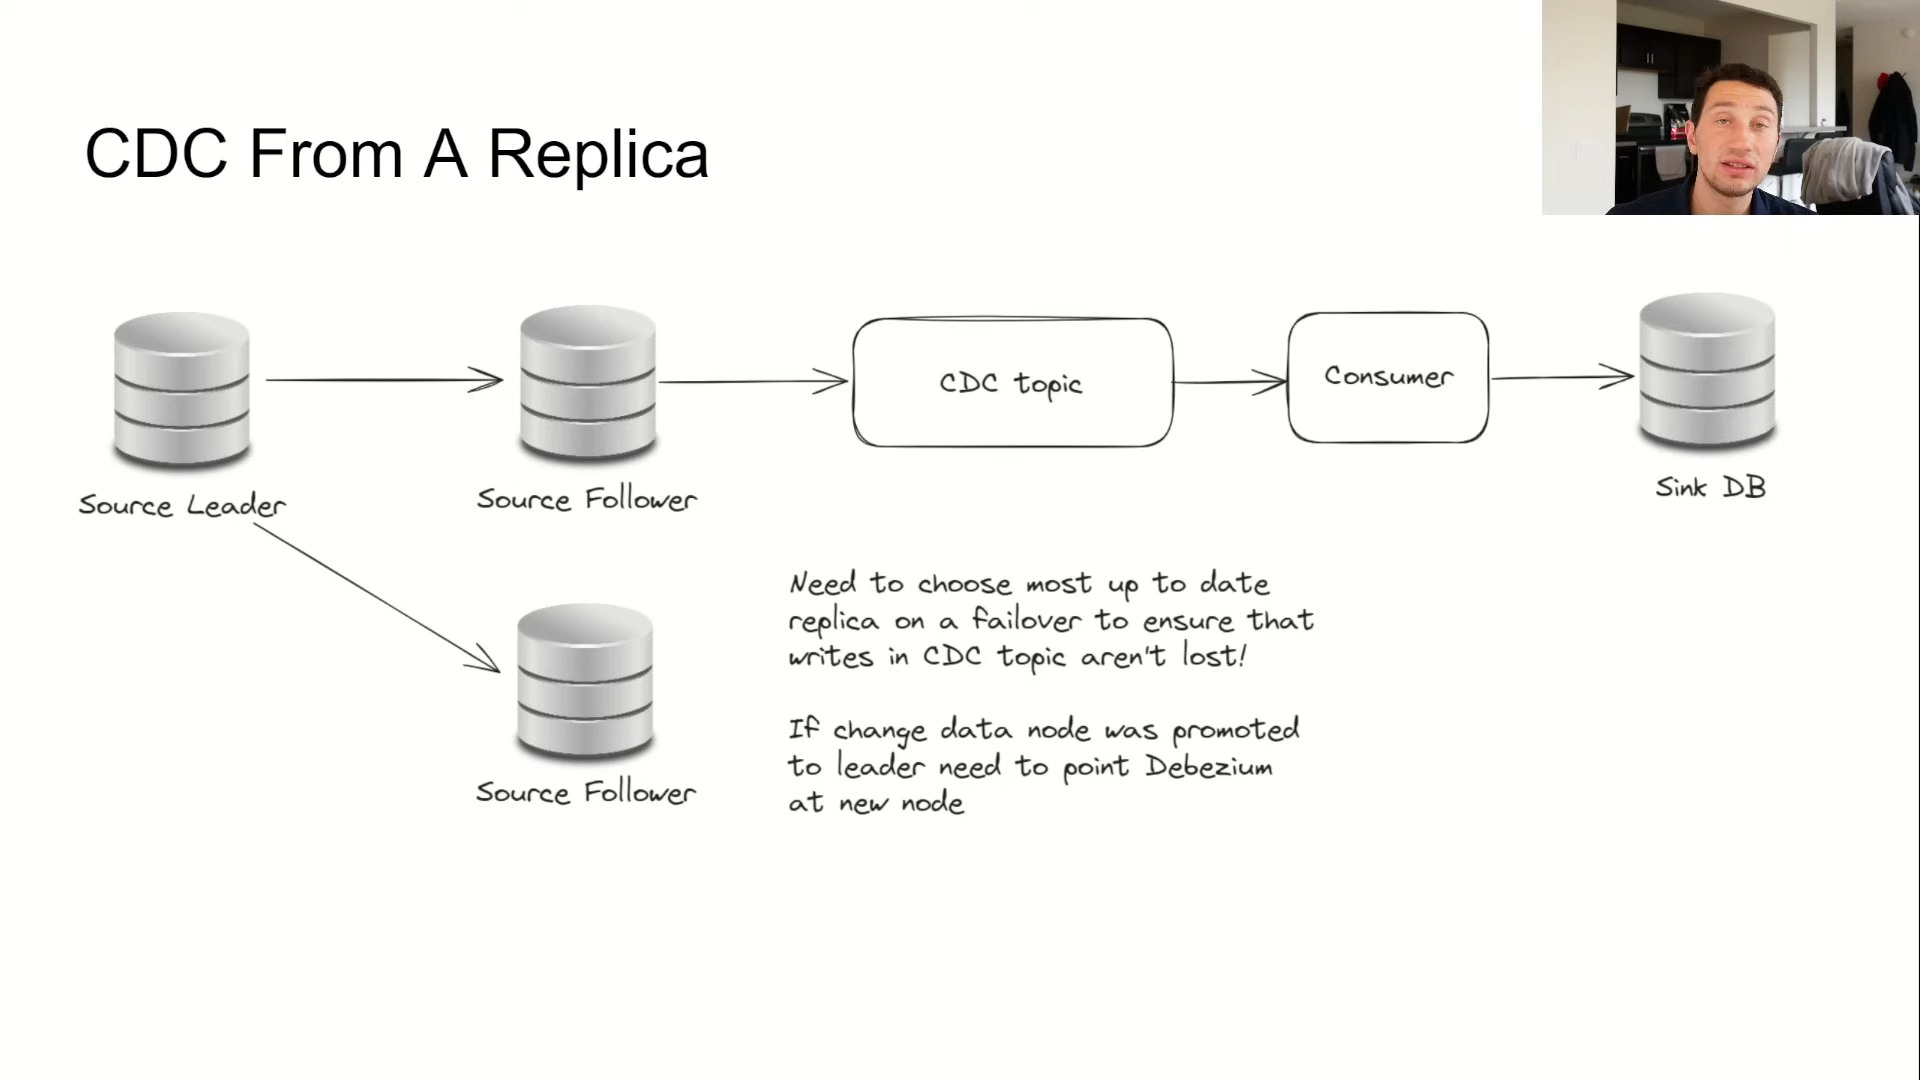 CDC From A Replica
CDC topic
Consumer
Source Leader
Source Follower
Sink DB
Need to choose most up to date
replica on a failover to ensure that
writes in CDC topic aren't lost!
If change data node was promoted
to leader need to point Debezium
at new node
Source Follower